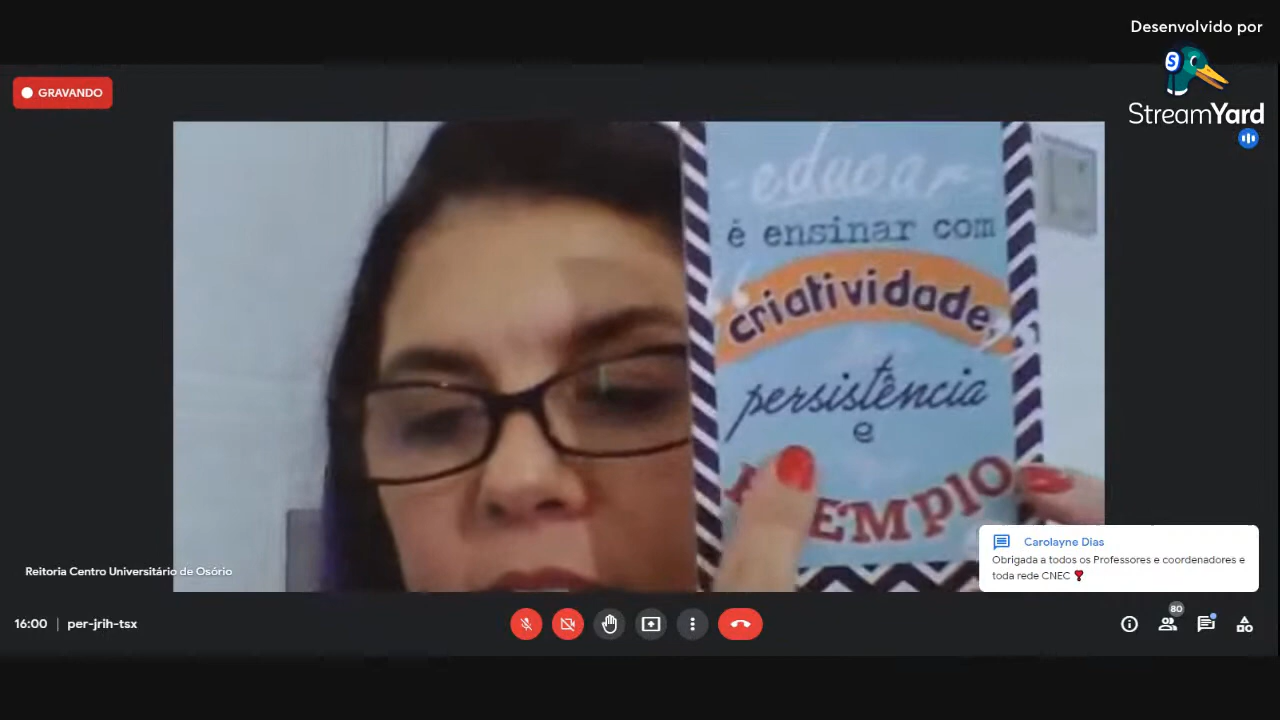 Desenvolvido por
StreamYard
GRAVANDO
educar
é ensinar com
“criatividade,”
persistência
e
EMPlO
Carolayne Dias
Obrigada a todos os Professores e coordenadores e
toda rede CNEC
Reitoria Centro Universitário de Osório
16:00 | per-jrih-tsx
80